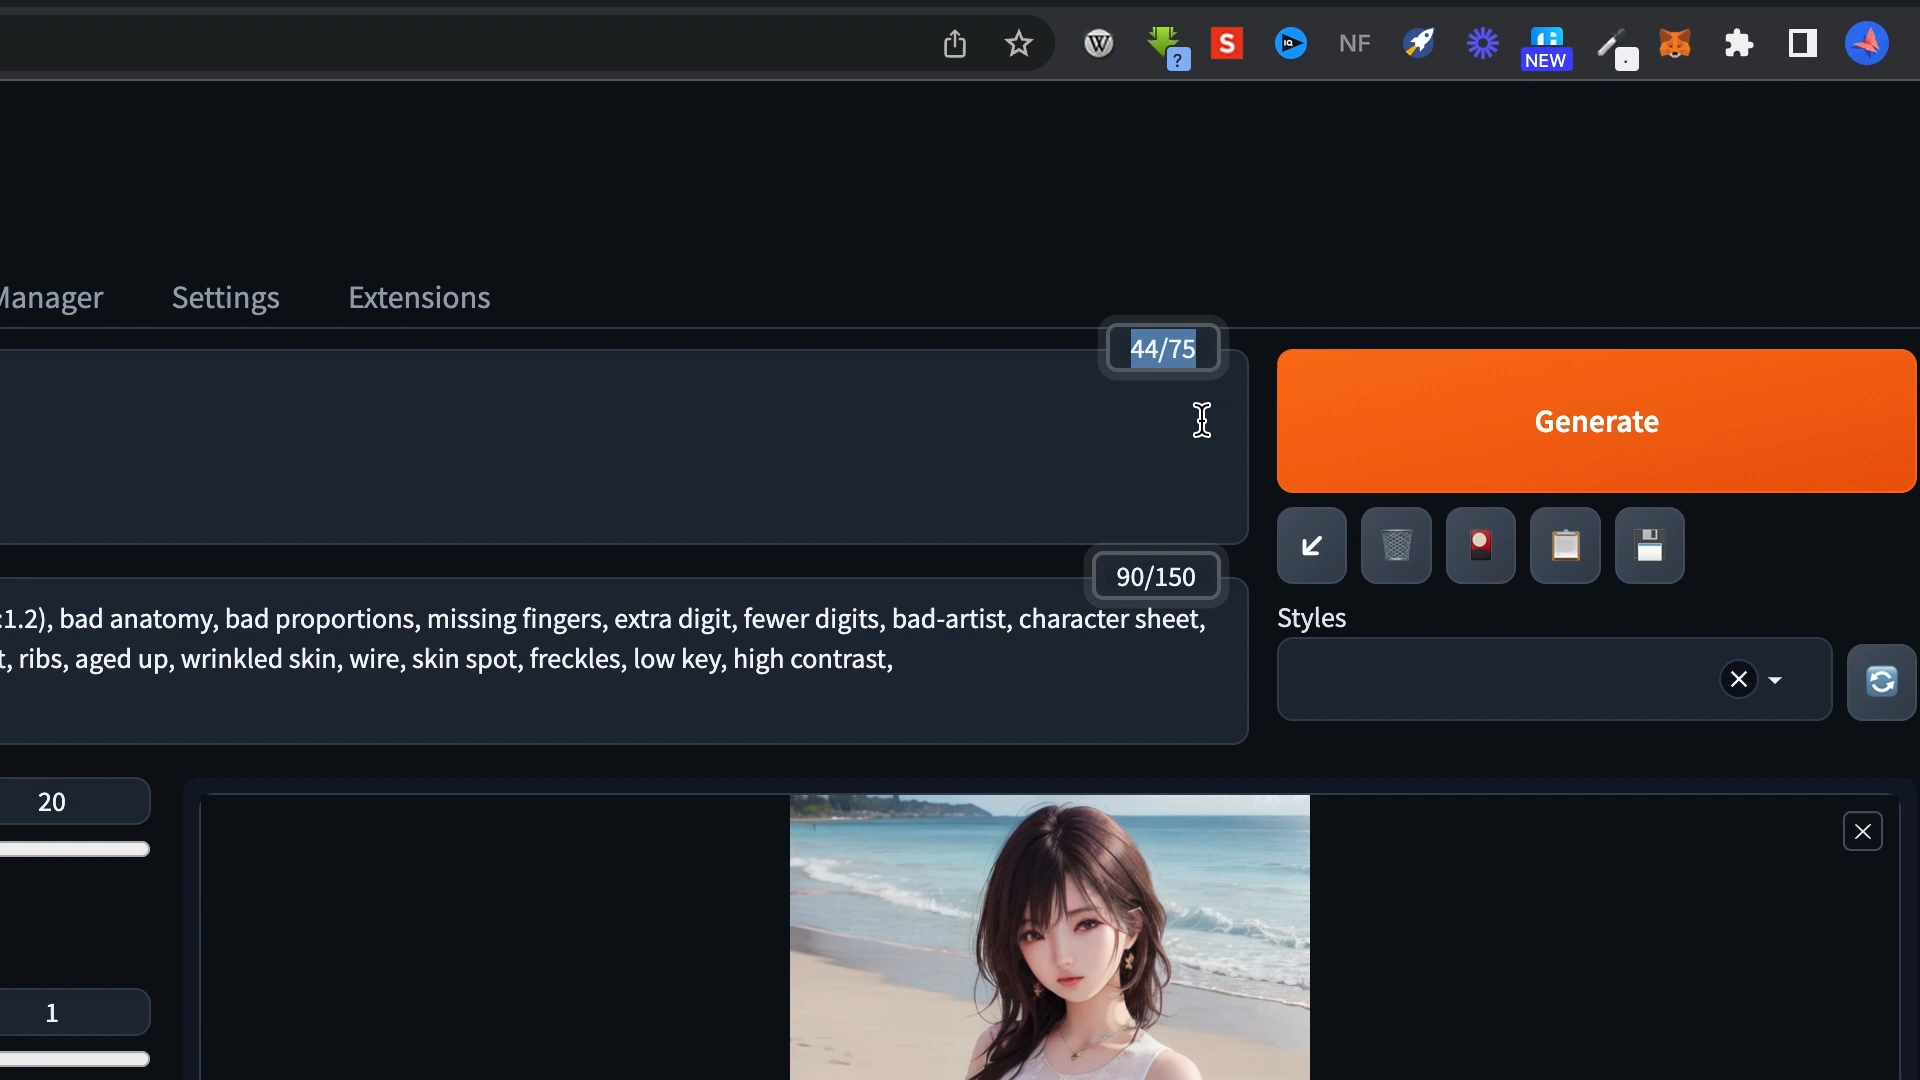 W
?
S
IQ
NF
NEW
.
Manager Settings Extensions
44/75
Generate
90/150
:1.2), bad anatomy, bad proportions, missing fingers, extra digit, fewer digits, bad-artist, character sheet,
t, ribs, aged up, wrinkled skin, wire, skin spot, freckles, low key, high contrast,
Styles
20
1